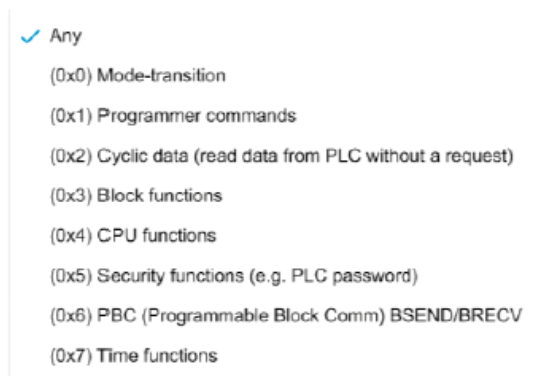 Any
(0x0) Mode-transition
(0x1) Programmer commands
(0x2) Cyclic data (read data from PLC without a request)
(0x3) Block functions
(0x4) CPU functions
(0x5) Security functions (e.g. PLC password)
(0x6) PBC (Programmable Block Comm) BSEND/BRECV
(0x7) Time functions